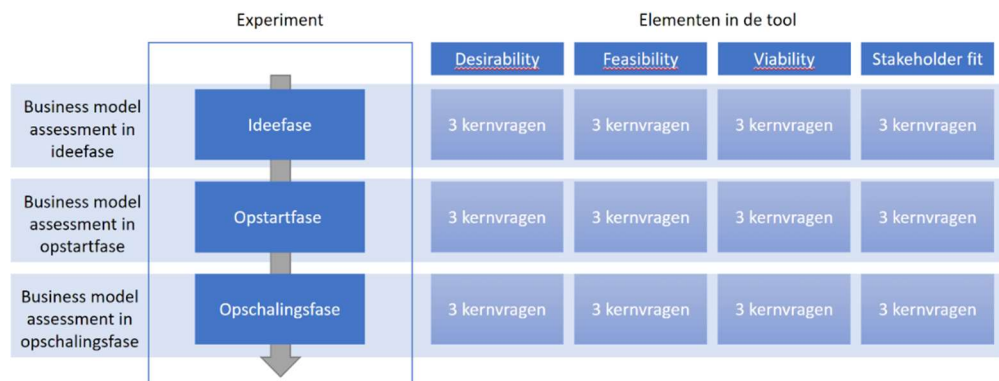 Experiment
Elementen in de tool
Desirability
Feasibility
Viability
Stakeholder fit
Business model
assessment in
ideefase
Ideefase
3 kernvragen
3 kernvragen
3 kernvragen
3 kernvragen
Business model
assessment in
opstartfase
Opstartfase
3 kernvragen
3 kernvragen
3 kernvragen
3 kernvragen
Business model
assessment in
opschalingsfase
Opschalingsfase
3 kernvragen
3 kernvragen
3 kernvragen
3 kernvragen